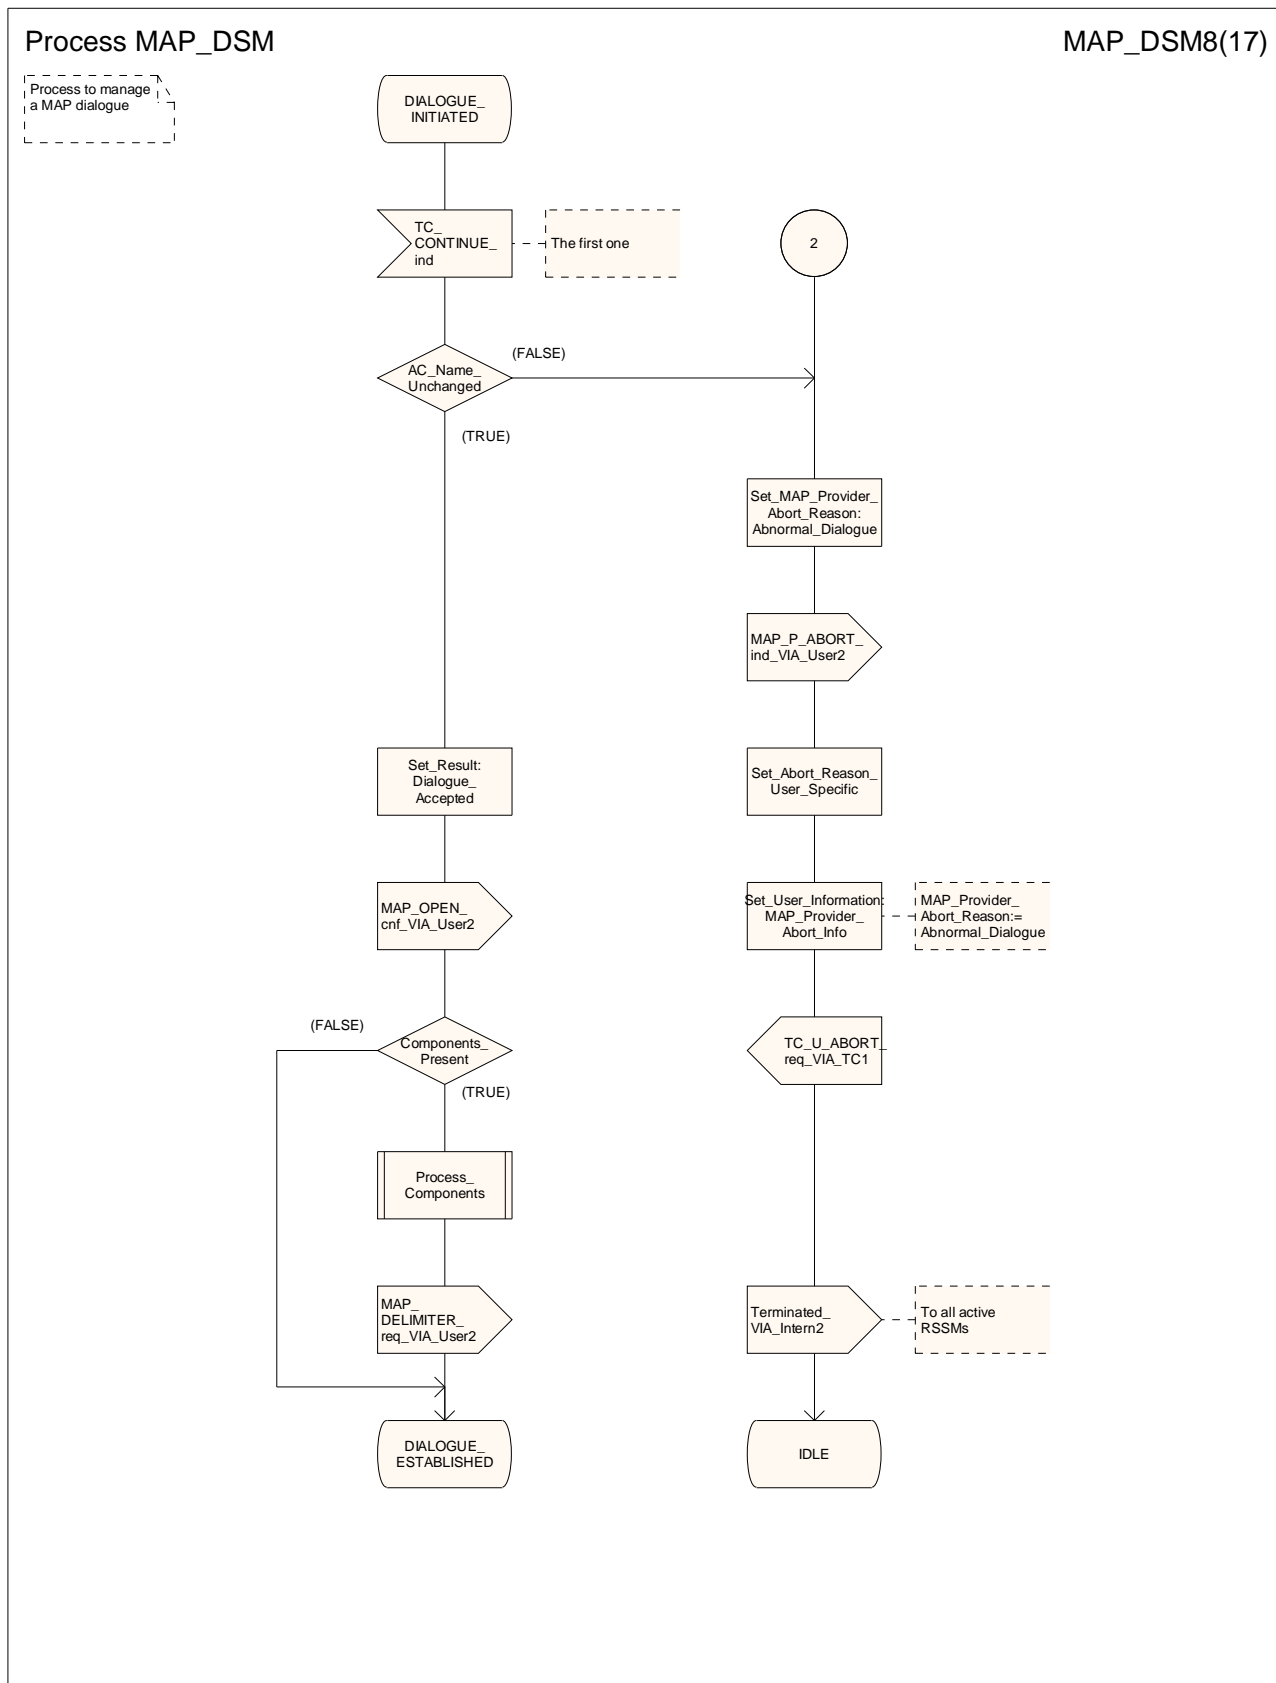 Process MAP_DSM
MAP_DSM8(17)
Process to manage
a MAP dialogue
DIALOGUE_
INITIATED
TC_
CONTINUE_
ind
The first one
2
AC_Name_
Unchanged
(FALSE)
(TRUE)
Set_MAP_Provider_
Abort_Reason:
Abnormal_Dialogue
MAP_P_ABORT_
ind_VIA_User2
Set_Result:
Dialogue_
Accepted
Set_Abort_Reason_
User_Specific
MAP_OPEN_
cnf_VIA_User2
Set_User_Information:
MAP_Provider_
Abort_Info
MAP_Provider_
Abort_Reason:=
Abnormal_Dialogue
(FALSE)
Components_
Present
(TRUE)
TC_U_ABORT_
req_VIA_TC1
Process_
Components
MAP_
DELIMITER_
req_VIA_User2
Terminated_
VIA_Intern2
To all active
RSSMs
DIALOGUE_
ESTABLISHED
IDLE